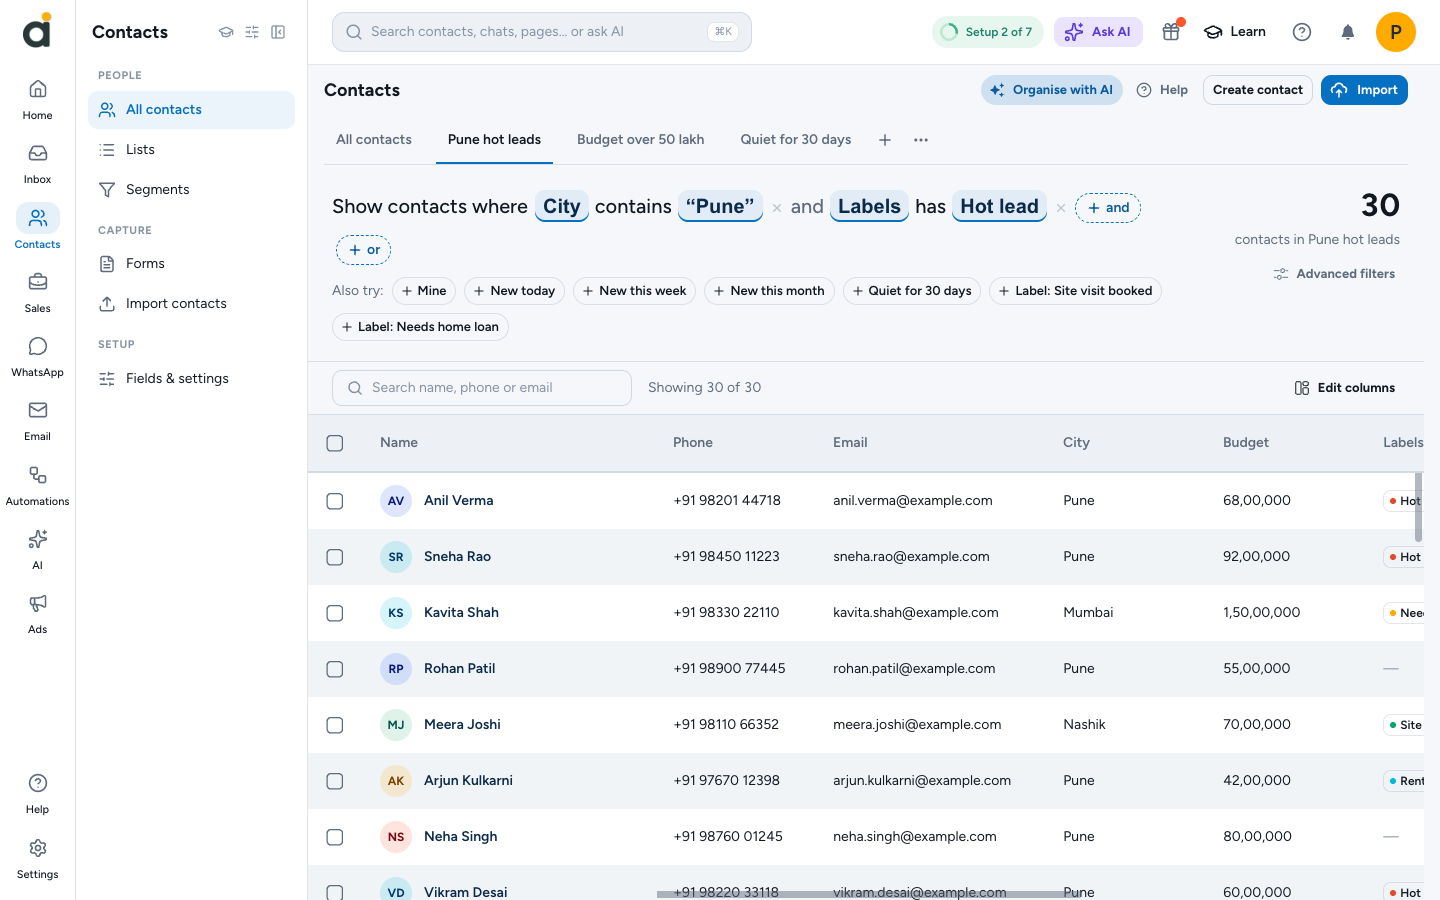 a
Home
Inbox
Contacts
Sales
WhatsApp
Email
Automations
AI
Ads
Help
Settings
Contacts
PEOPLE
All contacts
Lists
Segments
CAPTURE
Forms
Import contacts
SETUP
Fields & settings
Search contacts, chats, pages... or ask AI
⌘K
Setup 2 of 7
Ask AI
Learn
P
Contacts
Organise with AI
Help
Create contact
Import
All contacts
Pune hot leads
Budget over 50 lakh
Quiet for 30 days
Show contacts where City contains “Pune” × and Labels has Hot lead × + and
+ or
30
contacts in Pune hot leads
Advanced filters
Also try: + Mine + New today + New this week + New this month + Quiet for 30 days + Label: Site visit booked
+ Label: Needs home loan
Search name, phone or email
Showing 30 of 30
Edit columns
Name Phone Email City Budget Labels
AV Anil Verma +91 98201 44718 anil.verma@example.com Pune 68,00,000 Hot
SR Sneha Rao +91 98450 11223 sneha.rao@example.com Pune 92,00,000 Hot
KS Kavita Shah +91 98330 22110 kavita.shah@example.com Mumbai 1,50,00,000
RP Rohan Patil +91 98900 77445 rohan.patil@example.com Pune 55,00,000 —
MJ Meera Joshi +91 98110 66352 meera.joshi@example.com Nashik 70,00,000 Site
AK Arjun Kulkarni +91 97670 12398 arjun.kulkarni@example.com Pune 42,00,000 Rent
NS Neha Singh +91 98760 01245 neha.singh@example.com Pune 80,00,000 —
VD Vikram Desai +91 98220 33118 vikram.desai@example.com Pune 60,00,000 Hot